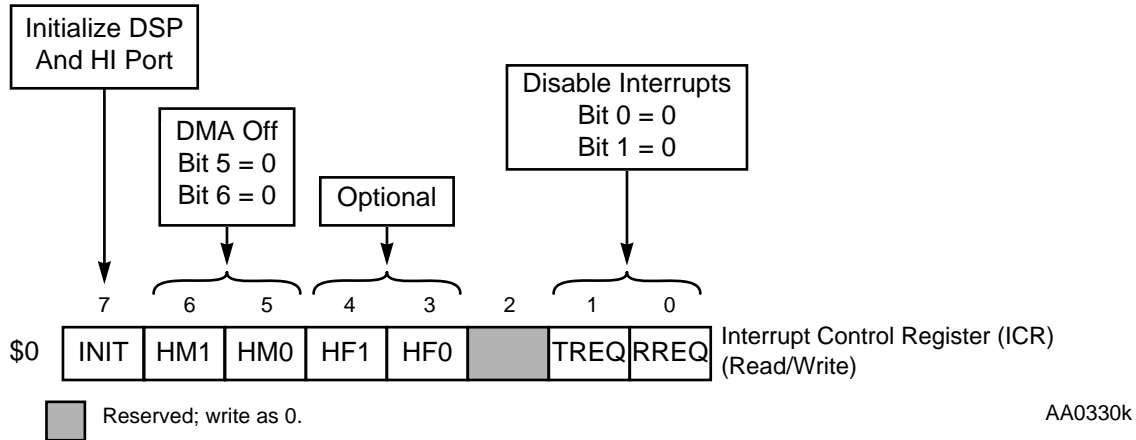 Initialize DSP
And HI Port
Disable Interrupts
Bit 0 = 0
Bit 1 = 0
DMA Off
Bit 5 = 0
Bit 6 = 0
Optional
7 6 5 4 3 2 1 0
$0 INIT HM1 HM0 HF1 HF0 TREQ RREQ
Interrupt Control Register (ICR)
(Read/Write)
Reserved; write as 0.
AA0330k